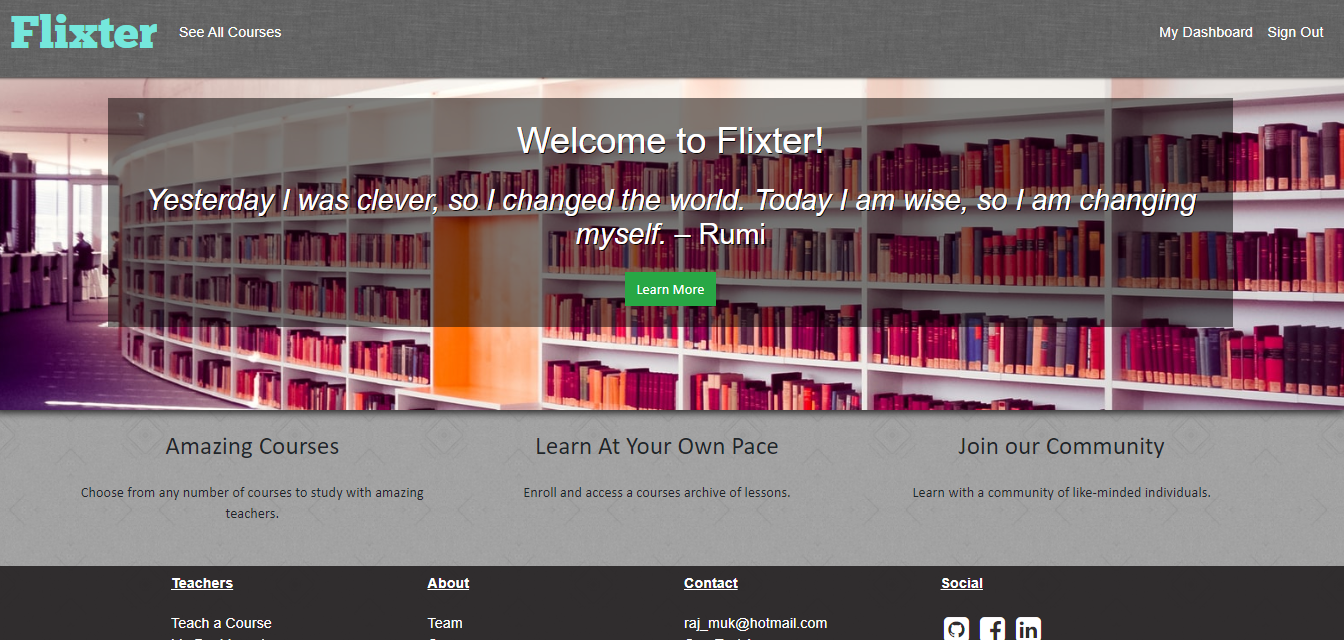 Flixter
See All Courses
My Dashboard
Sign Out
Welcome to Flixter!
Yesterday I was clever, so I changed the world. Today I am wise, so I am changing
myself. – Rumi
Learn More
Amazing Courses
Choose from any number of courses to study with amazing
teachers.
Learn At Your Own Pace
Enroll and access a courses archive of lessons.
Join our Community
Learn with a community of like-minded individuals.
Teachers
Teach a Course
About
Team
Contact
raj_muk@hotmail.com
Social
in